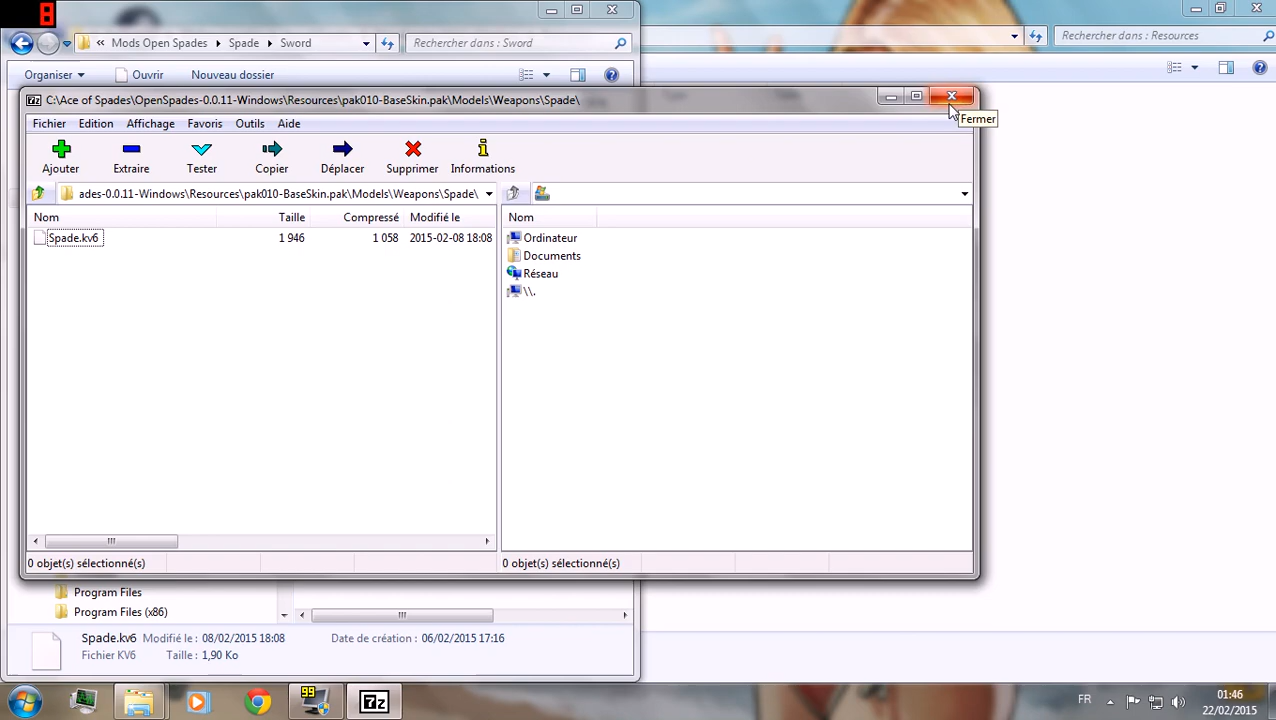 8
Mods Open Spades Spade Sword
Rechercher dans : Sword
Rechercher dans : Resources
Organiser Ouvrir Nouveau dossier
7z C:\Ace of Spades\OpenSpades-0.0.11-Windows\Resources\pak010-BaseSkin.pak\Models\Weapons\Spade\
Fermer
Fichier Edition Affichage Favoris Outils Aide
Ajouter Extraire Tester Copier Déplacer Supprimer Informations
ades-0.0.11-Windows\Resources\pak010-BaseSkin.pak\Models\Weapons\Spade\
Nom Taille Compressé Modifié le
Spade.kv6 1 946 1 058 2015-02-08 18:08
Nom
Ordinateur
Documents
Réseau
\\.
0 objet(s) sélectionné(s)
0 objet(s) sélectionné(s)
Program Files
Program Files (x86)
Spade.kv6 Modifié le : 08/02/2015 18:08 Date de création : 06/02/2015 17:16
Fichier KV6 Taille : 1,90 Ko
99
7z
FR
01:46
22/02/2015